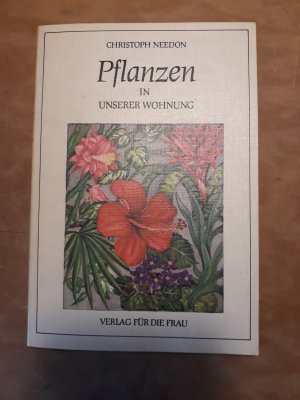 CHRISTOPH NEEDON
Pflanzen
IN
UNSERER WOHNUNG
VERLAG FÜR DIE FRAU